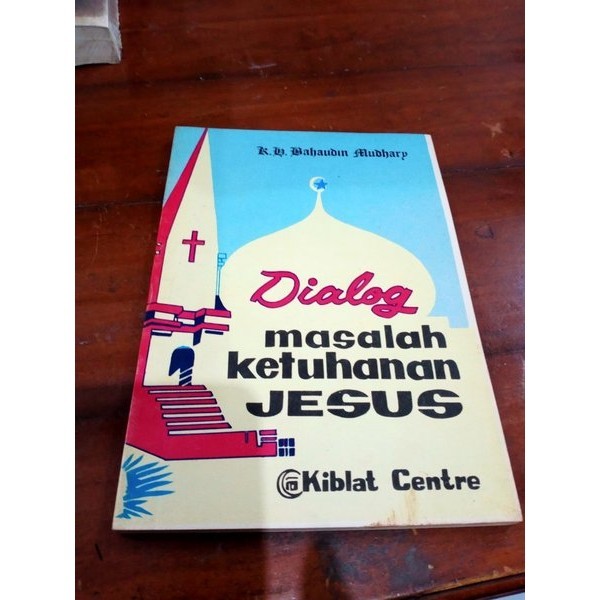 K.H. Bahaudin Mudhary
Dialog
masalah
ketuhanan
JESUS
Kiblat Centre